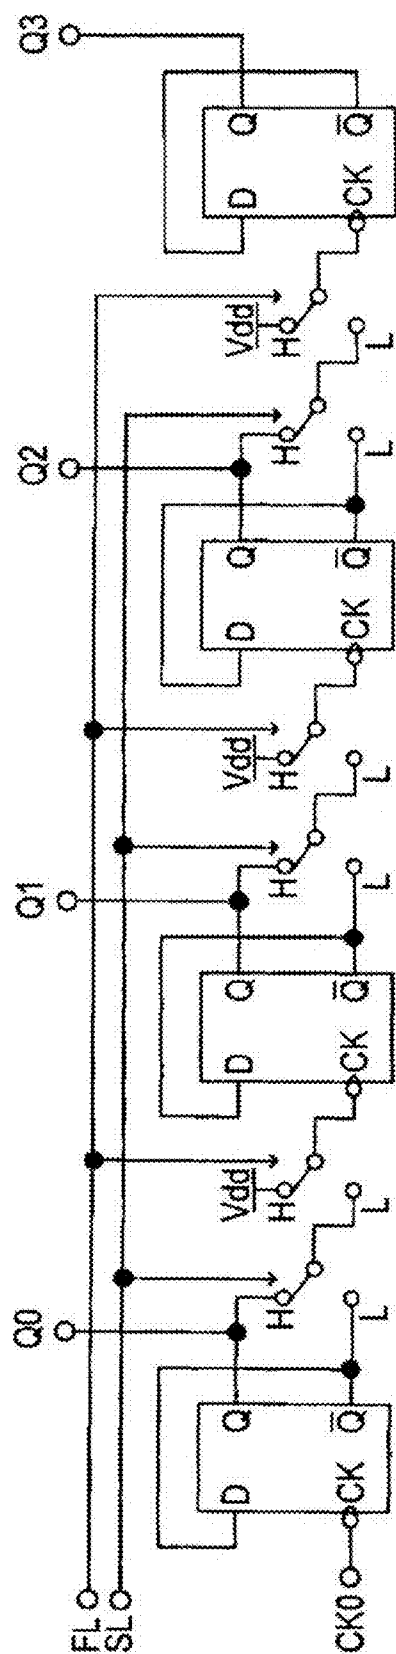 Q0 Q1 Q2 Q3
FL
SL
Vdd Vdd Vdd
H H H H H H
D Q D Q D Q D Q
CK Q̅ CK Q̅ CK Q̅ CK Q̅
L L L L L L
CK0